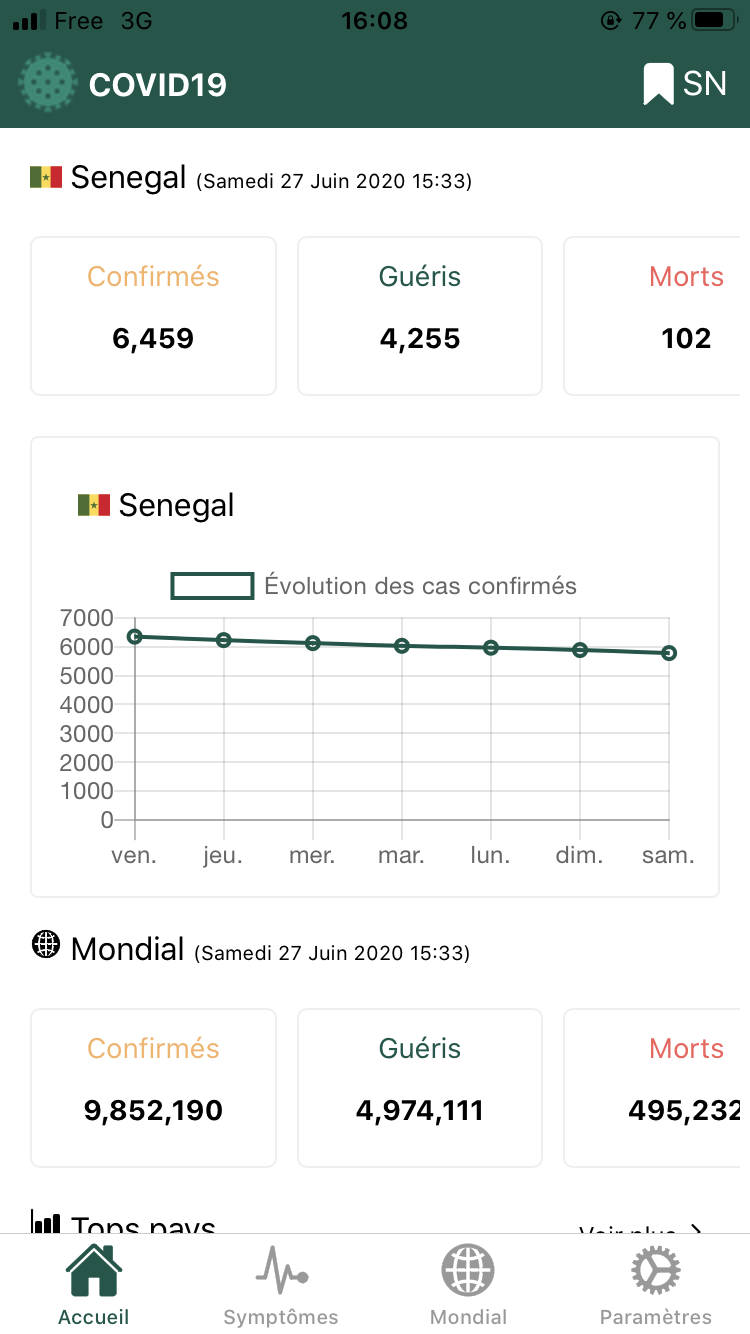 Free 3G 16:08 77 %
COVID19 SN
Senegal (Samedi 27 Juin 2020 15:33)
Confirmés Guéris Morts
6,459 4,255 102
Senegal
Évolution des cas confirmés
7000
6000
5000
4000
3000
2000
1000
0
ven. jeu. mer. mar. lun. dim. sam.
Mondial (Samedi 27 Juin 2020 15:33)
Confirmés Guéris Morts
9,852,190 4,974,111 495,232
Tops pays Voir plus
Accueil Symptômes Mondial Paramètres